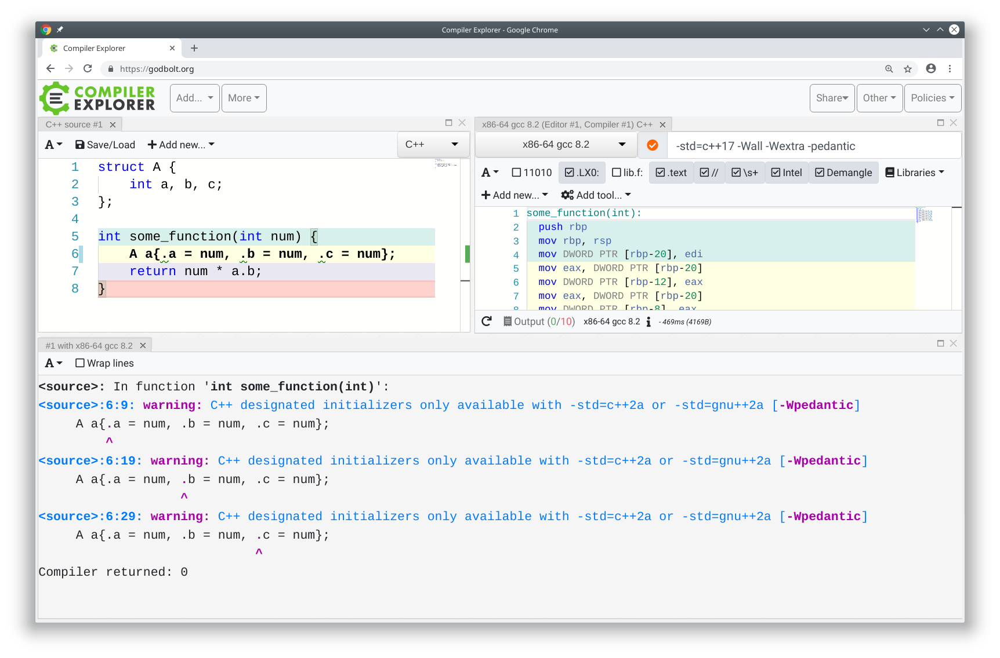 Compiler Explorer - Google Chrome
Compiler Explorer
https://godbolt.org
COMPILER EXPLORER Add... More Share Other Policies
C++ source #1
A Save/Load Add new... C++
1 struct A {
2 int a, b, c;
3 };
4
5 int some_function(int num) {
6 A a{.a = num, .b = num, .c = num};
7 return num * a.b;
8 }
x86-64 gcc 8.2 (Editor #1, Compiler #1) C++
x86-64 gcc 8.2 -std=c++17 -Wall -Wextra -pedantic
A 11010 .LX0: lib.f: .text // \s+ Intel Demangle Libraries
Add new... Add tool...
1 some_function(int):
2 push rbp
3 mov rbp, rsp
4 mov DWORD PTR [rbp-20], edi
5 mov eax, DWORD PTR [rbp-20]
6 mov DWORD PTR [rbp-12], eax
7 mov eax, DWORD PTR [rbp-20]
8 mov DWORD PTR [rbp-8], eax
Output (0/10) x86-64 gcc 8.2 i - 469ms (4169B)
#1 with x86-64 gcc 8.2
A Wrap lines
<source>: In function 'int some_function(int)':
<source>:6:9: warning: C++ designated initializers only available with -std=c++2a or -std=gnu++2a [-Wpedantic]
A a{.a = num, .b = num, .c = num};
^
<source>:6:19: warning: C++ designated initializers only available with -std=c++2a or -std=gnu++2a [-Wpedantic]
A a{.a = num, .b = num, .c = num};
^
<source>:6:29: warning: C++ designated initializers only available with -std=c++2a or -std=gnu++2a [-Wpedantic]
A a{.a = num, .b = num, .c = num};
^
Compiler returned: 0